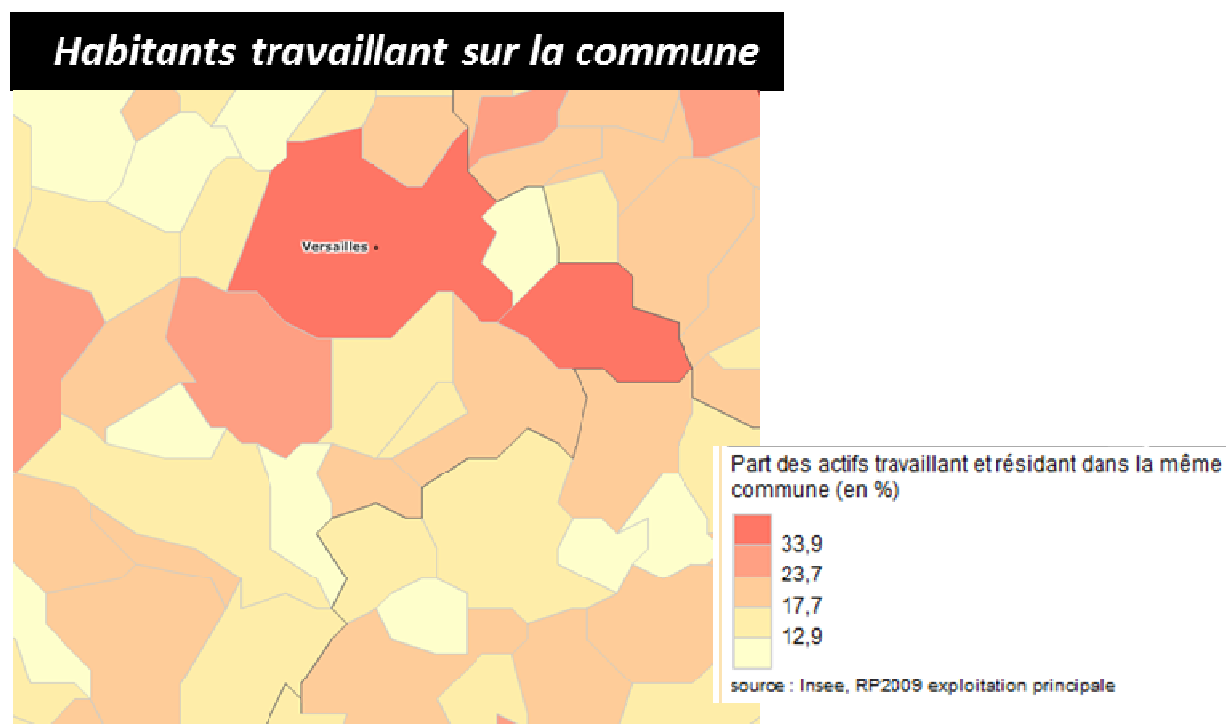 Habitants travaillant sur la commune
Versailles
Part des actifs travaillant et résidant dans la même
commune (en %)
33,9
23,7
17,7
12,9
source : Insee, RP2009 exploitation principale